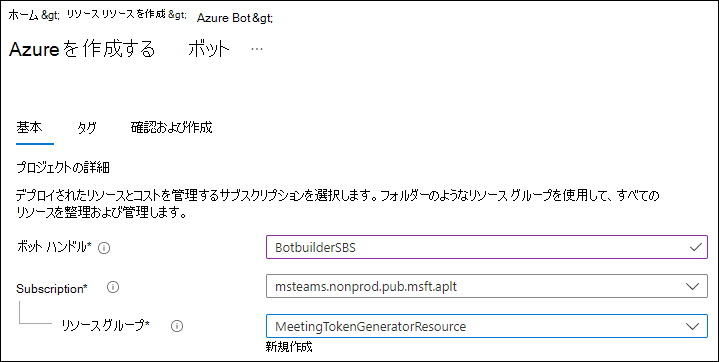 ホーム &gt; リソース リソースを作成 &gt; Azure Bot &gt;
Azure を作成する ボット ...
基本 タグ 確認および作成
プロジェクトの詳細
デプロイされたリソースとコストを管理するサブスクリプションを選択します。フォルダーのようなリソース グループを使用して、すべての
リソースを整理および管理します。
ボット ハンドル* BotbuilderSBS
Subscription* msteams.nonprod.pub.msft.aplt
リソース グループ* MeetingTokenGeneratorResource
新規作成